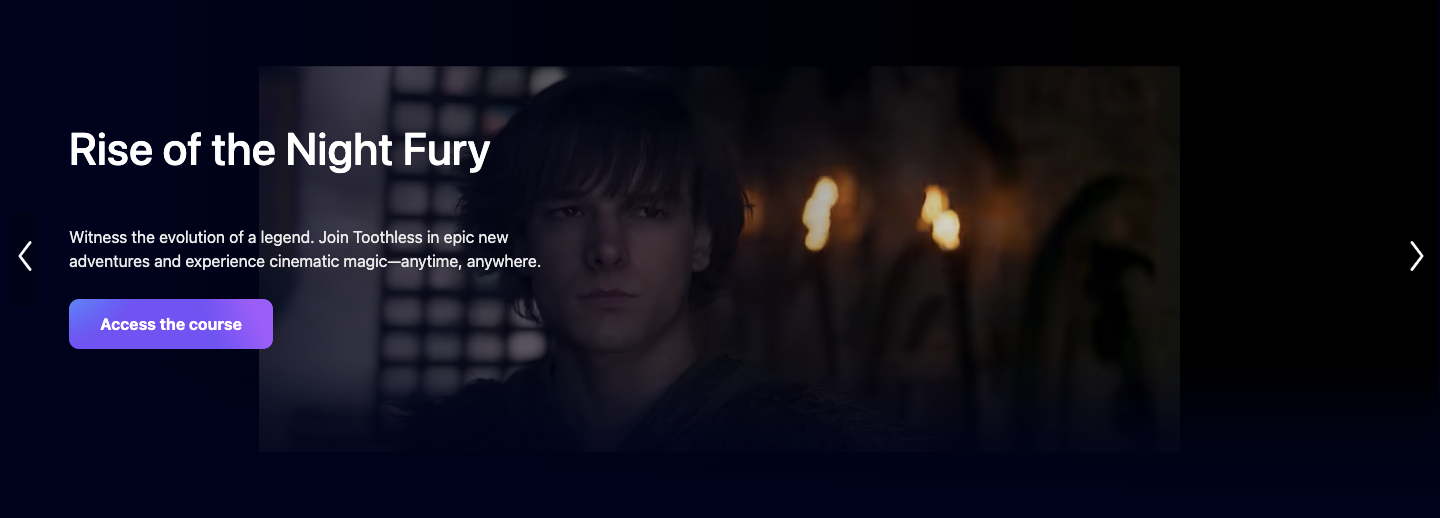 Rise of the Night Fury
Witness the evolution of a legend. Join Toothless in epic new
adventures and experience cinematic magic—anytime, anywhere.
Access the course